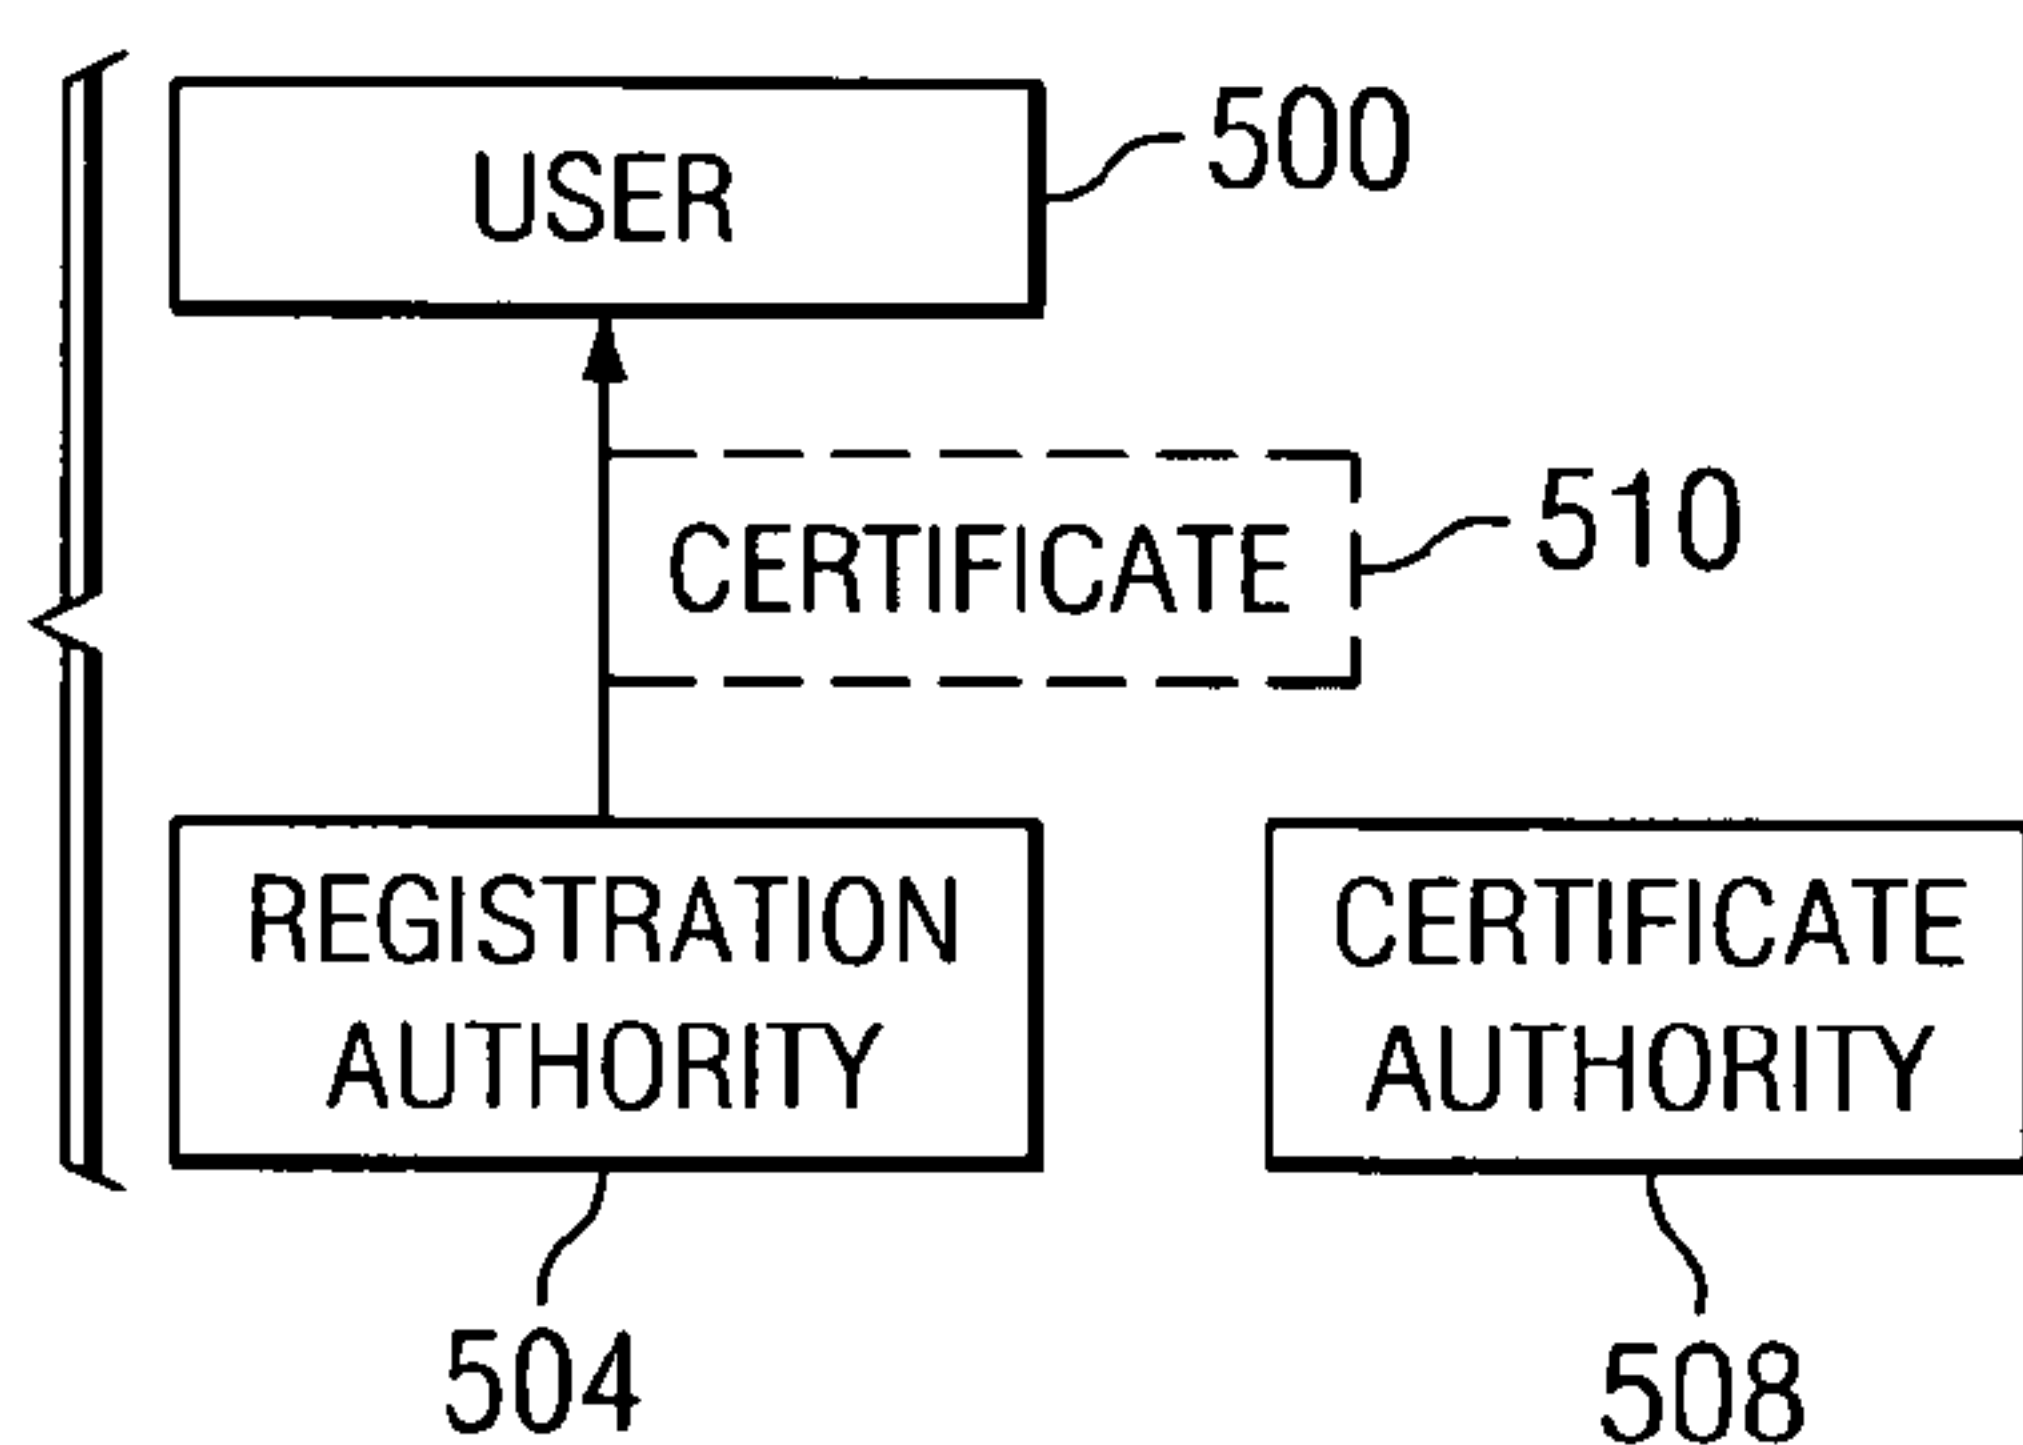 USER
500
CERTIFICATE
510
REGISTRATION
AUTHORITY
504
CERTIFICATE
AUTHORITY
508